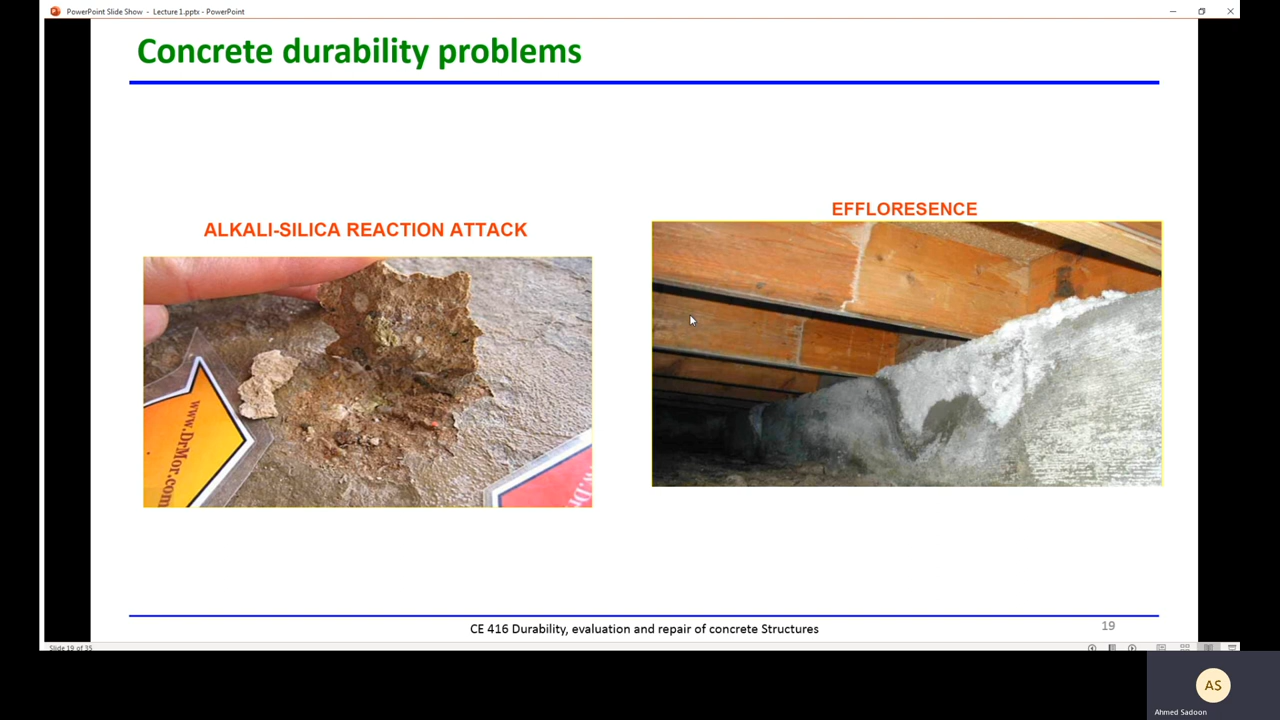 PowerPoint Slide Show - Lecture 1.pptx - PowerPoint
Concrete durability problems
ALKALI-SILICA REACTION ATTACK
EFFLORESENCE
www.DrMor.com
w.Dr
CE 416 Durability, evaluation and repair of concrete Structures
19
Slide 19 of 35
AS
Ahmed Sadoon